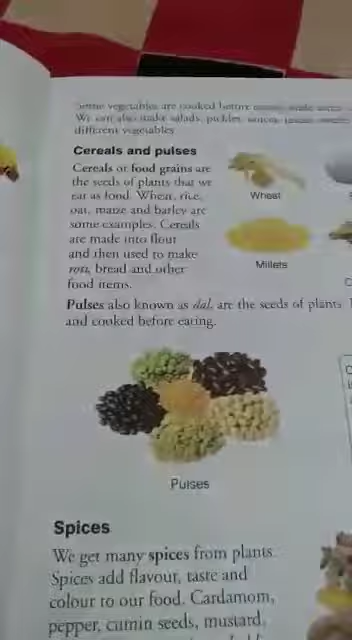 Some vegetables are cooked before
We can also make salads, pickles,
different vegetables
Cereals and pulses
Cereals or food grains are
the seeds of plants that we
eat as food. Wheat, rice,
oat, maize and barley are
some examples. Cereals
are made into flour
and then used to make
roti, bread and other
food items.
Wheat
Millets
Pulses also known as dal, are the seeds of plants
and cooked before eating.
Pulses
Spices
We get many spices from plants.
Spices add flavour, taste and
colour to our food. Cardamom,
pepper, cumin seeds, mustard,